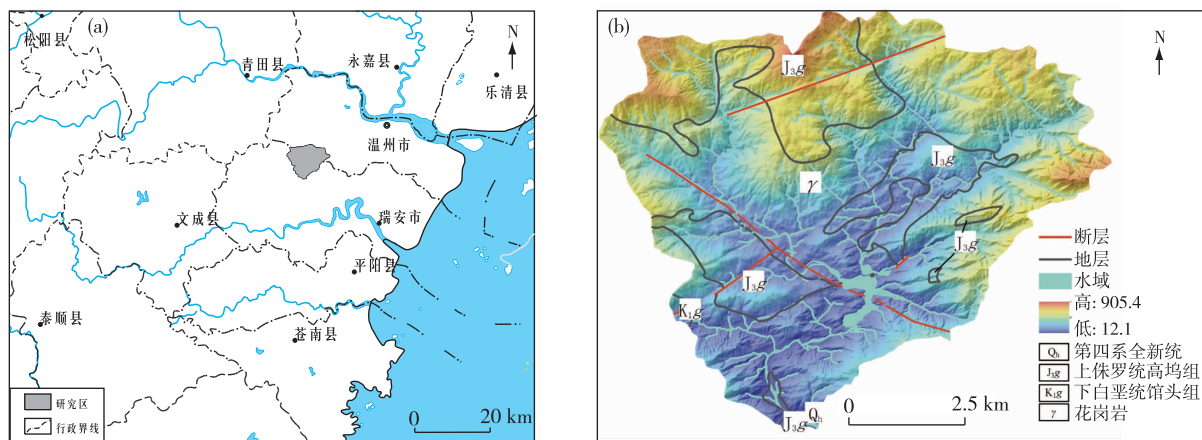 (a)
N
松阳县
青田县
永嘉县
乐清县
温州市
文成县
瑞安市
平阳县
泰顺县
苍南县
研究区
行政界线
0 20 km
(b)
N
J₃g
J₃g
γ
J₃g
J₃g
K₁g
J₃g
Qh
断层
地层
水域
高: 905.4
低: 12.1
Qh 第四系全新统
J₃g 上侏罗统高坞组
K₁g 下白垩统馆头组
γ 花岗岩
0 2.5 km